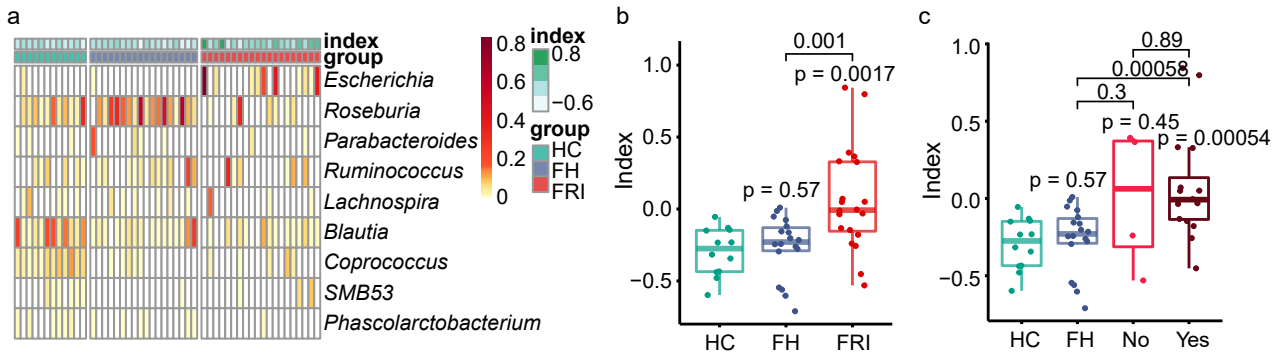 a
index
group
Escherichia
Roseburia
Parabacteroides
Ruminococcus
Lachnospira
Blautia
Coprococcus
SMB53
Phascolarctobacterium
0.8
0.6
0.4
0.2
0
index
0.8
−0.6
group
HC
FH
FRI
b
Index
1.0
0.5
0.0
−0.5
0.001
p = 0.0017
p = 0.57
HC FH FRI
c
Index
1.0
0.5
0.0
−0.5
0.89
0.00058
0.3
p = 0.45
p = 0.00054
p = 0.57
HC FH No Yes